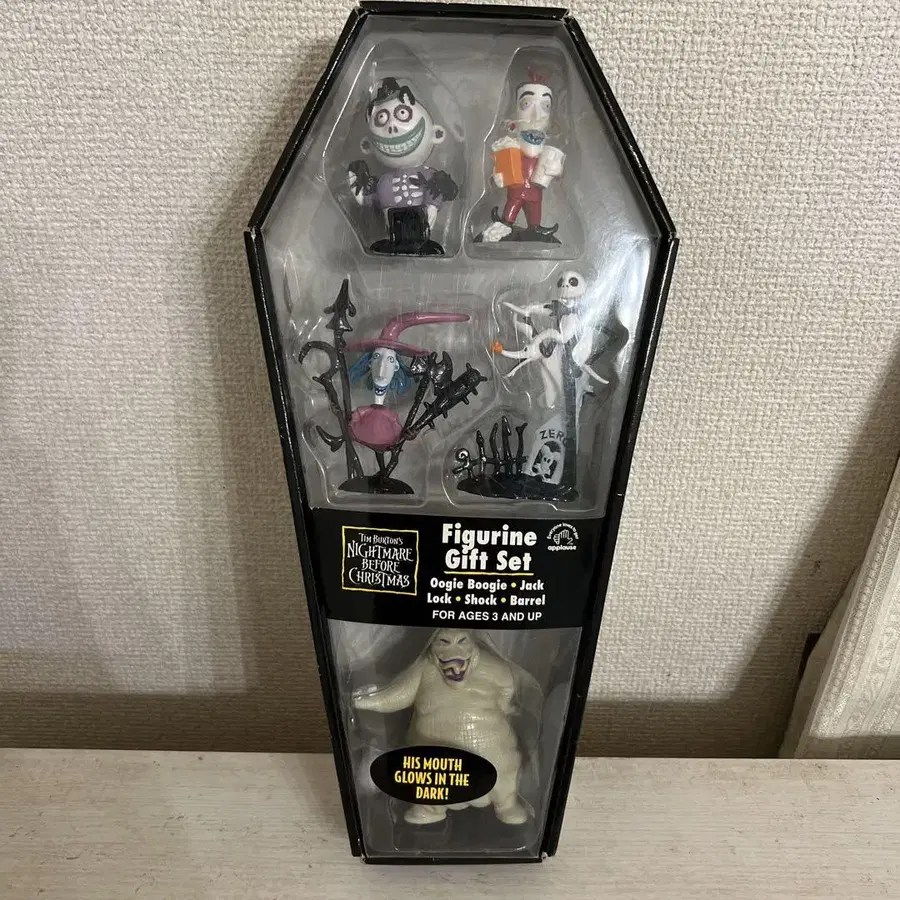 ZERO
TIM BURTON'S
NIGHTMARE
BEFORE
CHRISTMAS
Figurine
Gift Set
Oogie Boogie • Jack
Lock • Shock • Barrel
FOR AGES 3 AND UP
applause
HIS MOUTH
GLOWS IN THE
DARK!